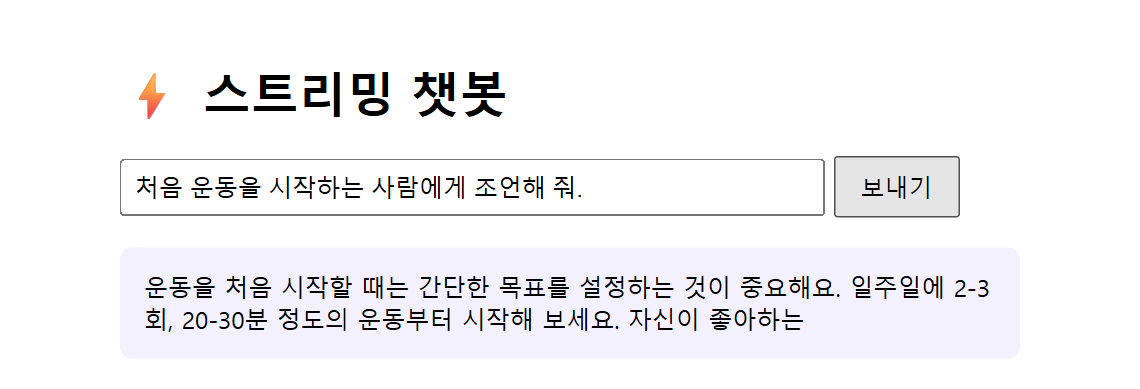 ⚡ 스트리밍 챗봇
처음 운동을 시작하는 사람에게 조언해 줘.
보내기
운동을 처음 시작할 때는 간단한 목표를 설정하는 것이 중요해요. 일주일에 2-3
회, 20-30분 정도의 운동부터 시작해 보세요. 자신이 좋아하는